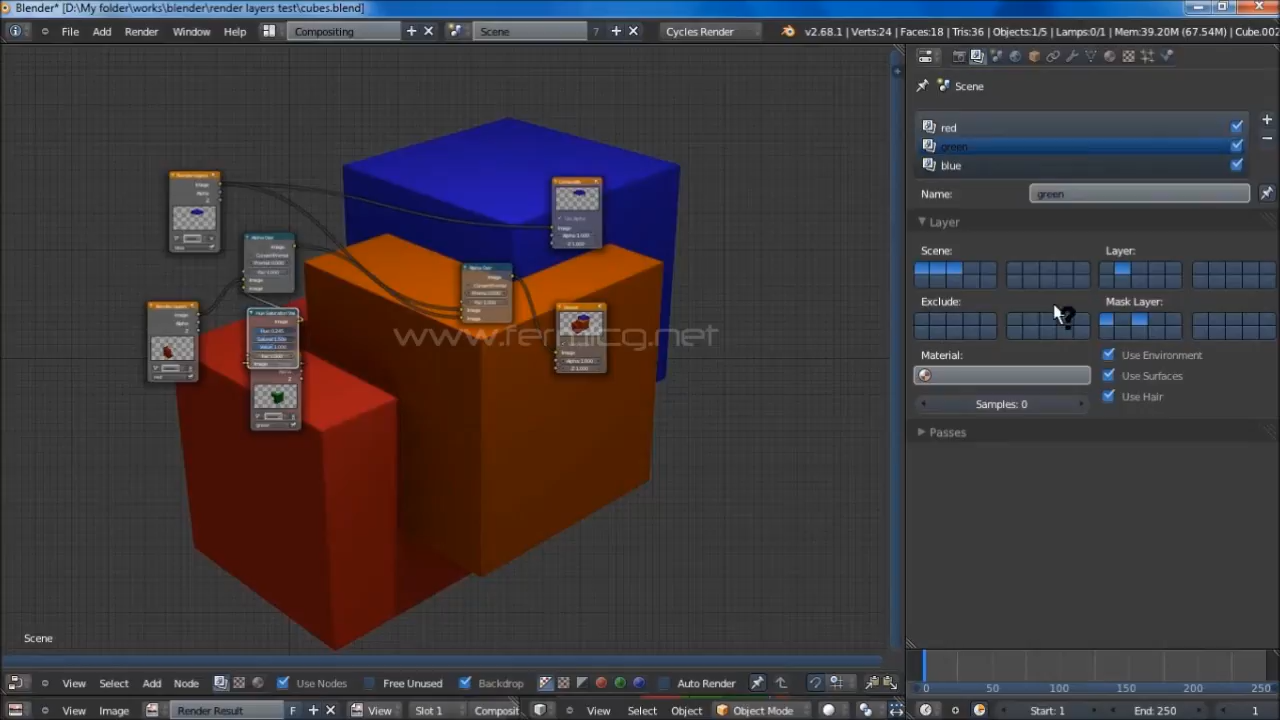 Blender* [D:\My folder\works\blender\render layers test\cubes.blend]
File Add Render Window Help Compositing Scene 7 Cycles Render v2.68.1 | Verts:24 | Faces:18 | Tris:36 | Objects:1/5 | Lamps:0/1 | Mem:39.20M (67.54M) | Cube.002
Scene
red
green
blue
Name: green
Layer
Scene: Layer:
Exclude: Mask Layer:
Material: Use Environment
Use Surfaces
Samples: 0 Use Hair
Passes
www.fermicg.net
Scene
View Select Add Node Use Nodes Free Unused Backdrop Auto Render
0 50 100 150 200 250
View Image Render Result F View Slot 1 Composit View Select Object Object Mode Start: 1 End: 250 1